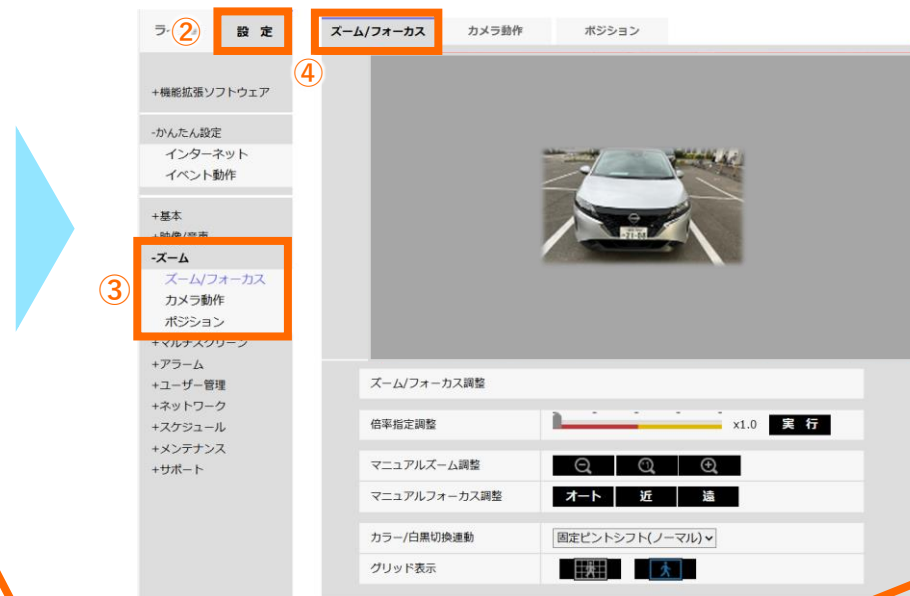 ②
設 定
ズーム/フォーカス
カメラ動作
ポジション
④
+機能拡張ソフトウェア
-かんたん設定
インターネット
イベント動作
+基本
③
-ズーム
ズーム/フォーカス
カメラ動作
ポジション
+マルチスクリーン
+アラーム
+ユーザー管理
+ネットワーク
+スケジュール
+メンテナンス
+サポート
ズーム/フォーカス調整
倍率指定調整 x1.0 実 行
マニュアルズーム調整
マニュアルフォーカス調整 オート 近 遠
カラー/白黒切換連動 固定ピントシフト(ノーマル)
グリッド表示